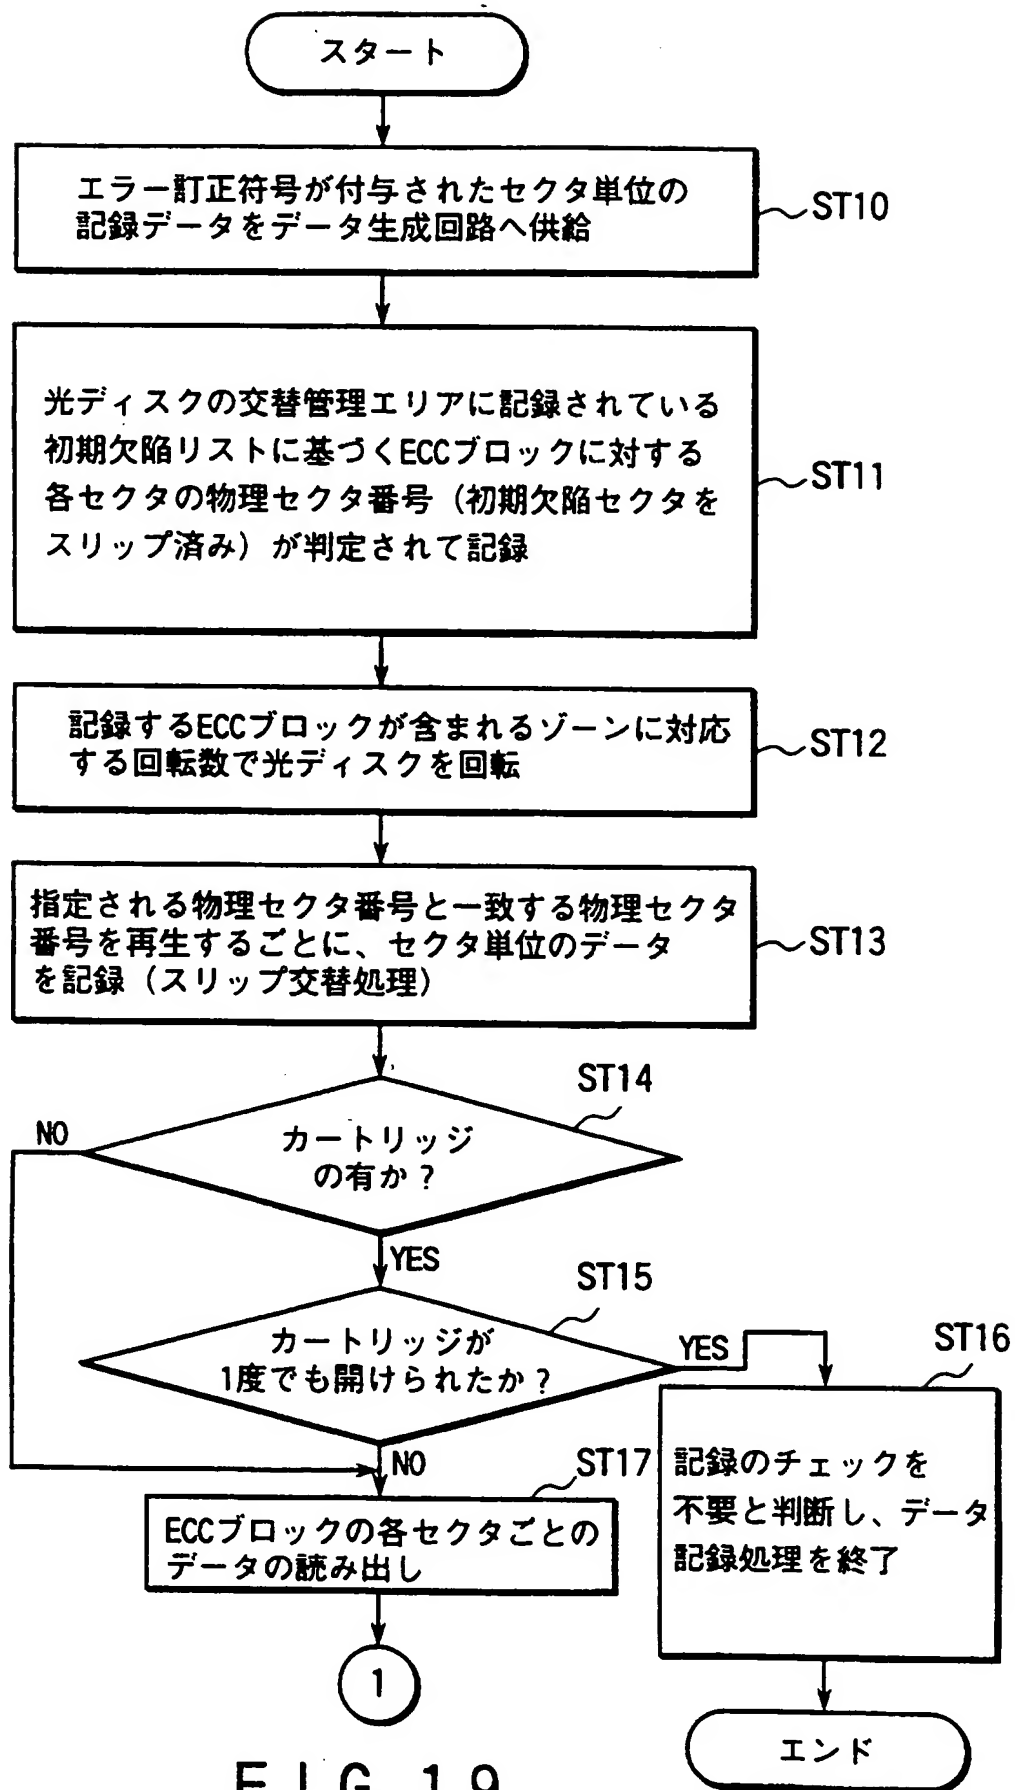 スタート
エラー訂正符号が付与されたセクタ単位の
記録データをデータ生成回路へ供給
ST10
光ディスクの交替管理エリアに記録されている
初期欠陥リストに基づくECCブロックに対する
各セクタの物理セクタ番号（初期欠陥セクタを
スリップ済み）が判定されて記録
ST11
記録するECCブロックが含まれるゾーンに対応
する回転数で光ディスクを回転
ST12
指定される物理セクタ番号と一致する物理セクタ
番号を再生するごとに、セクタ単位のデータ
を記録（スリップ交替処理）
ST13
ST14
カートリッジ
の有か？
NO
YES
ST15
カートリッジが
1度でも開けられたか？
YES
NO
ST16
記録のチェックを
不要と判断し、データ
記録処理を終了
ST17
ECCブロックの各セクタごとの
データの読み出し
1
エンド
FIG. 19